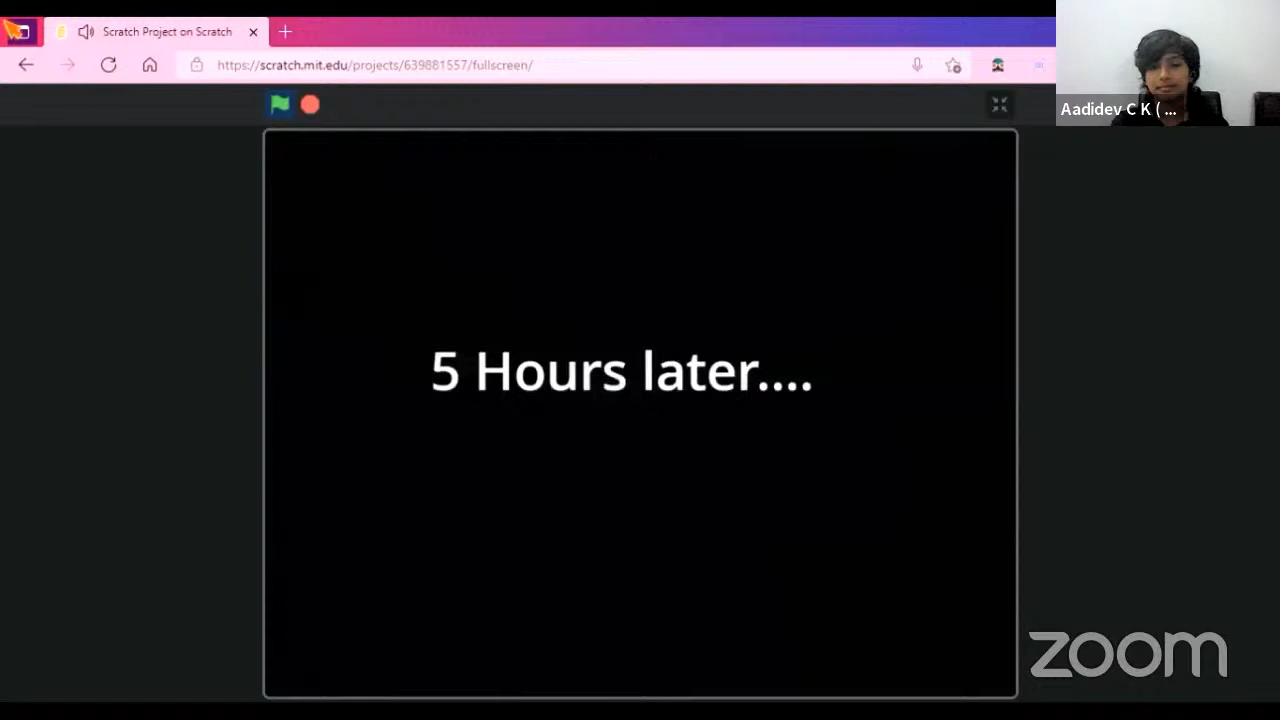 Scratch Project on Scratch
https://scratch.mit.edu/projects/639881557/fullscreen/
Aadidev C K ( ...
5 Hours later....
zoom